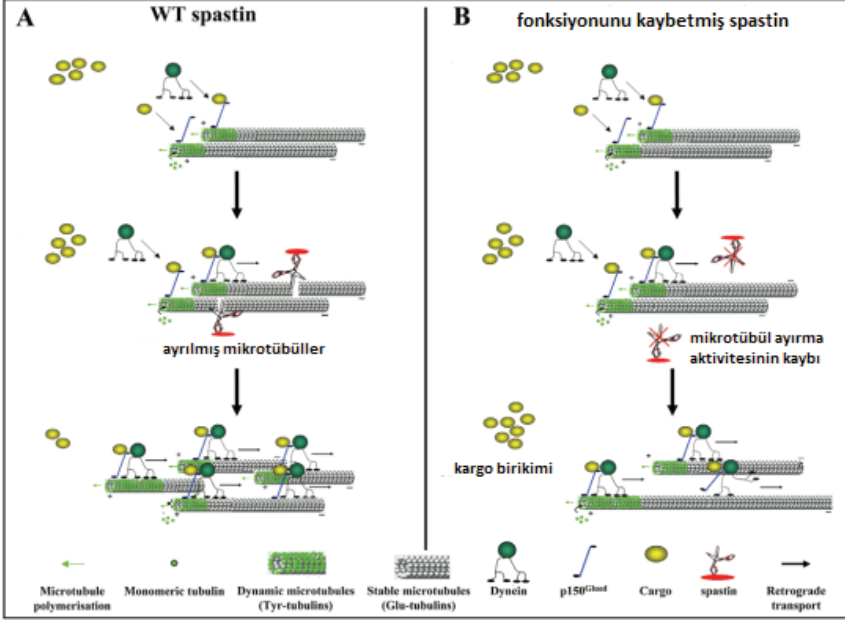 A
WT spastin
B
fonksiyonunu kaybetmiş spastin
+
+
−
−
ayrılmış mikrotübüller
mikrotübül ayırma
aktivitesinin kaybı
kargo birikimi
Microtubule
polymerisation
Monomeric tubulin
Dynamic microtubules
(Tyr-tubulins)
Stable microtubules
(Glu-tubulins)
Dynein
p150Glued
Cargo
spastin
Retrograde
transport